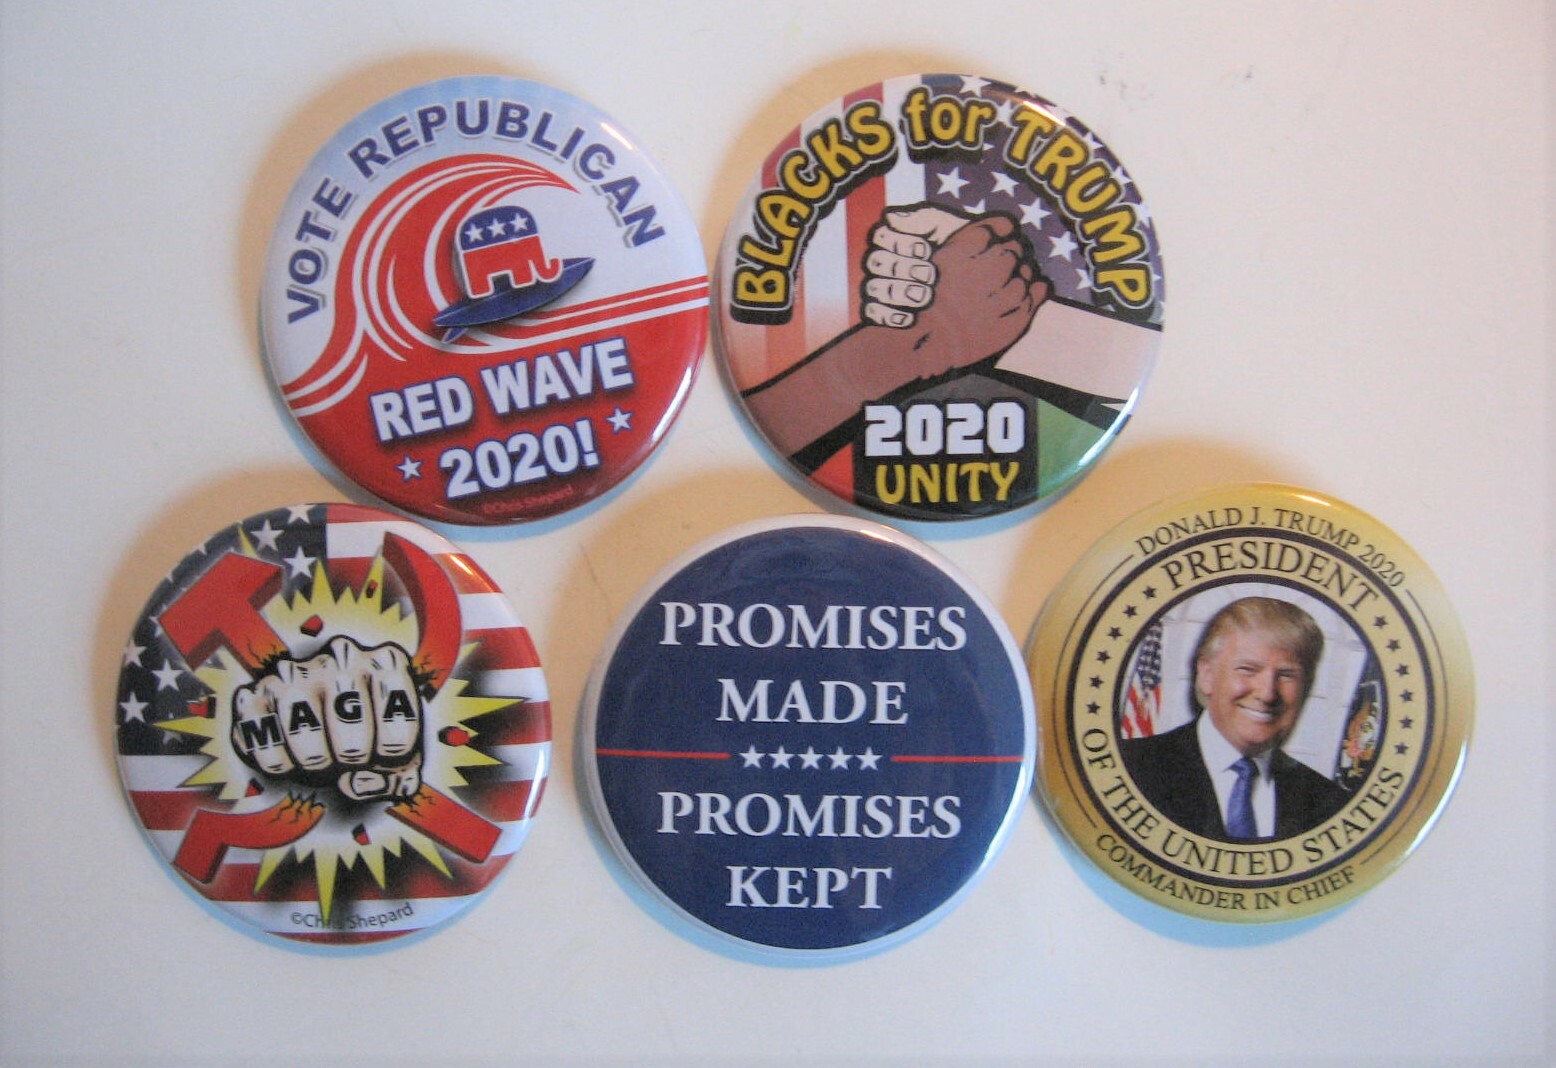 VOTE REPUBLICAN
RED WAVE
2020!
©Chris Shepard
BLACKS for TRUMP
2020
UNITY
MAGA
©Chris Shepard
PROMISES
MADE
PROMISES
KEPT
DONALD J. TRUMP 2020
PRESIDENT
OF THE UNITED STATES
COMMANDER IN CHIEF